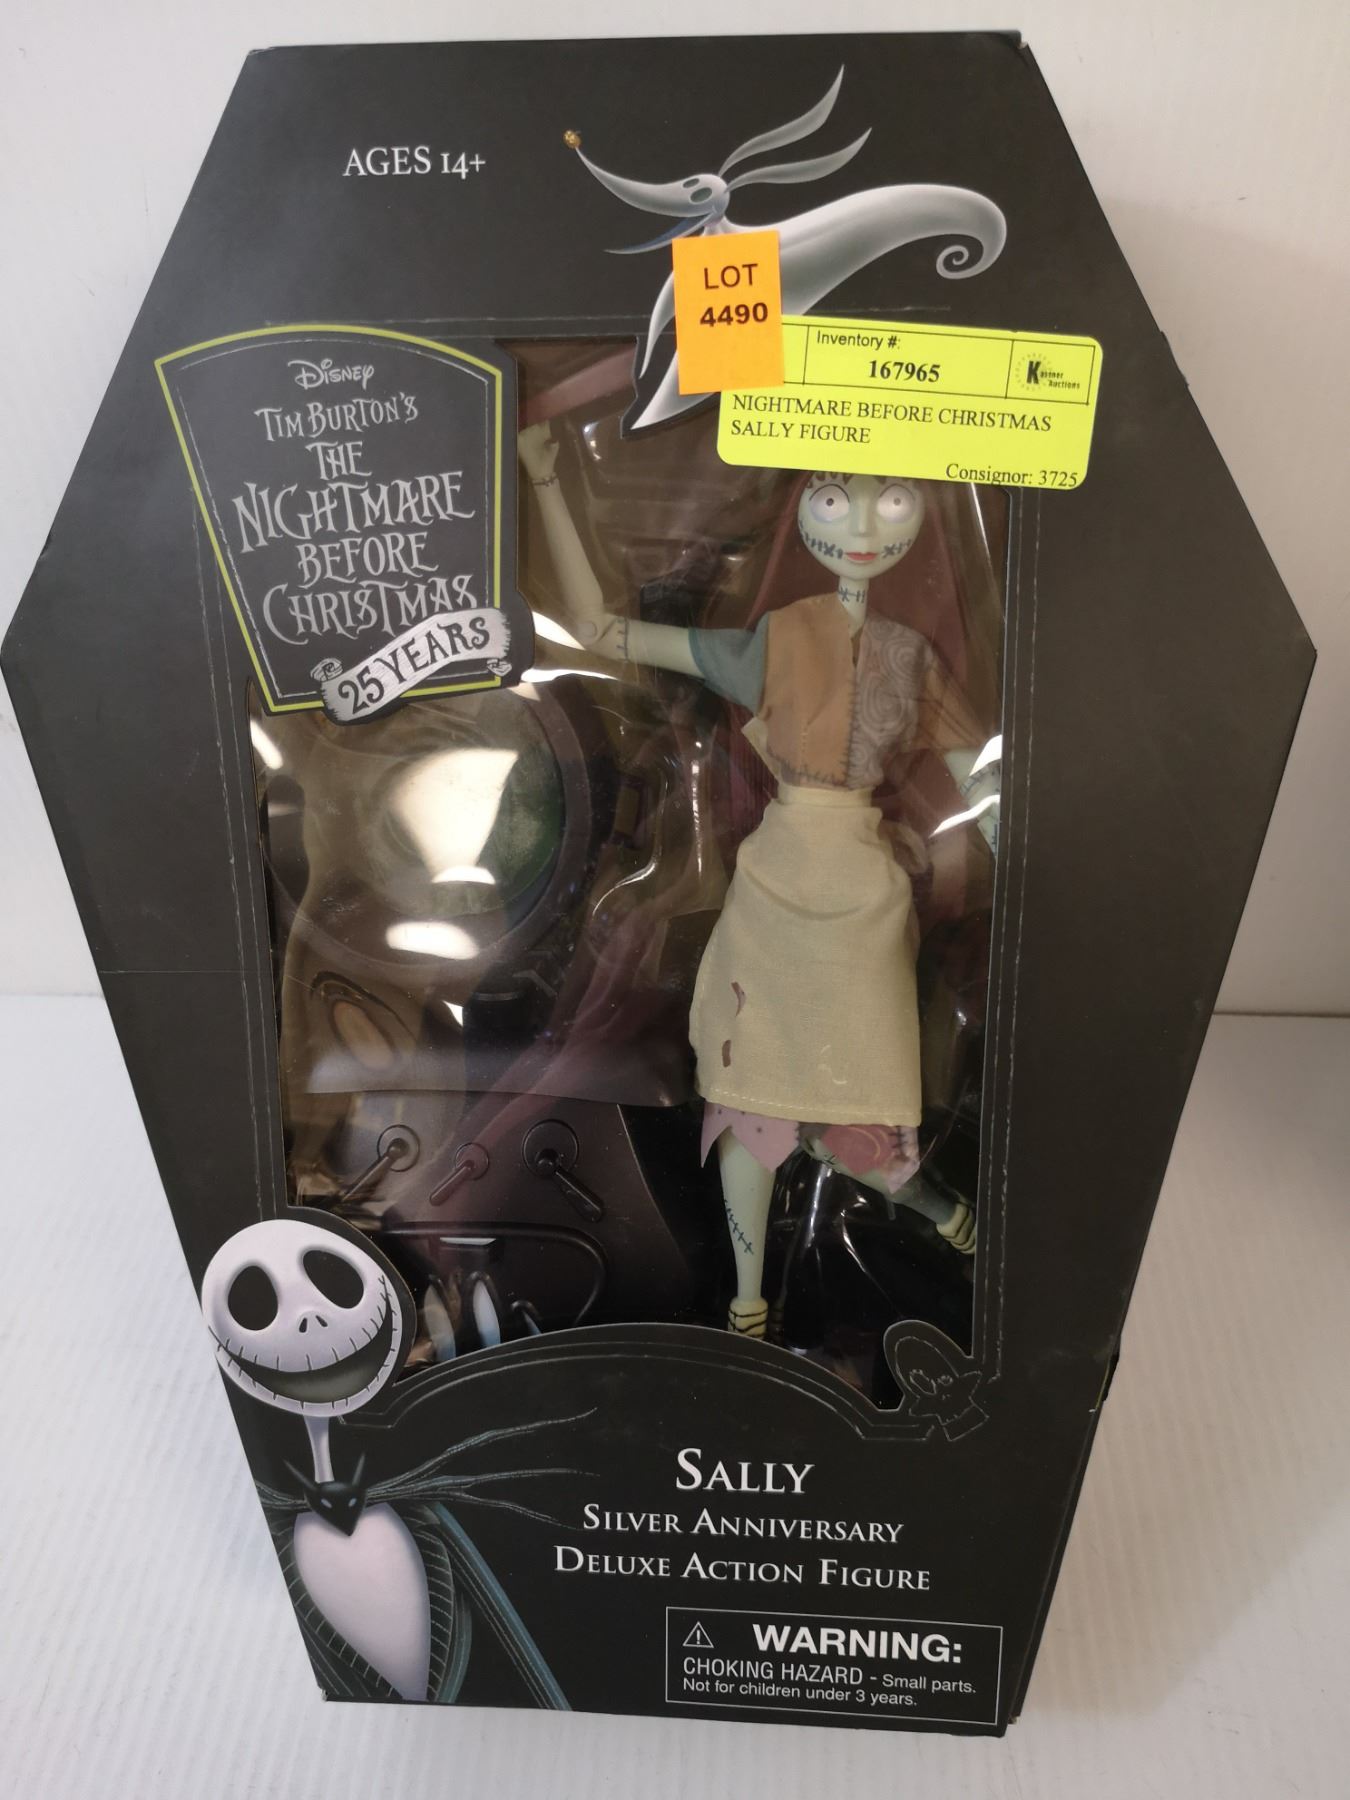 AGES 14+
LOT
4490
Inventory #:
167965
Kastner
Auctions
NIGHTMARE BEFORE CHRISTMAS
SALLY FIGURE
Consignor: 3725
Disney
TIM BURTON'S
THE
NIGHTMARE
BEFORE
CHRISTMAS
25 YEARS
SALLY
SILVER ANNIVERSARY
DELUXE ACTION FIGURE
WARNING:
CHOKING HAZARD - Small parts.
Not for children under 3 years.